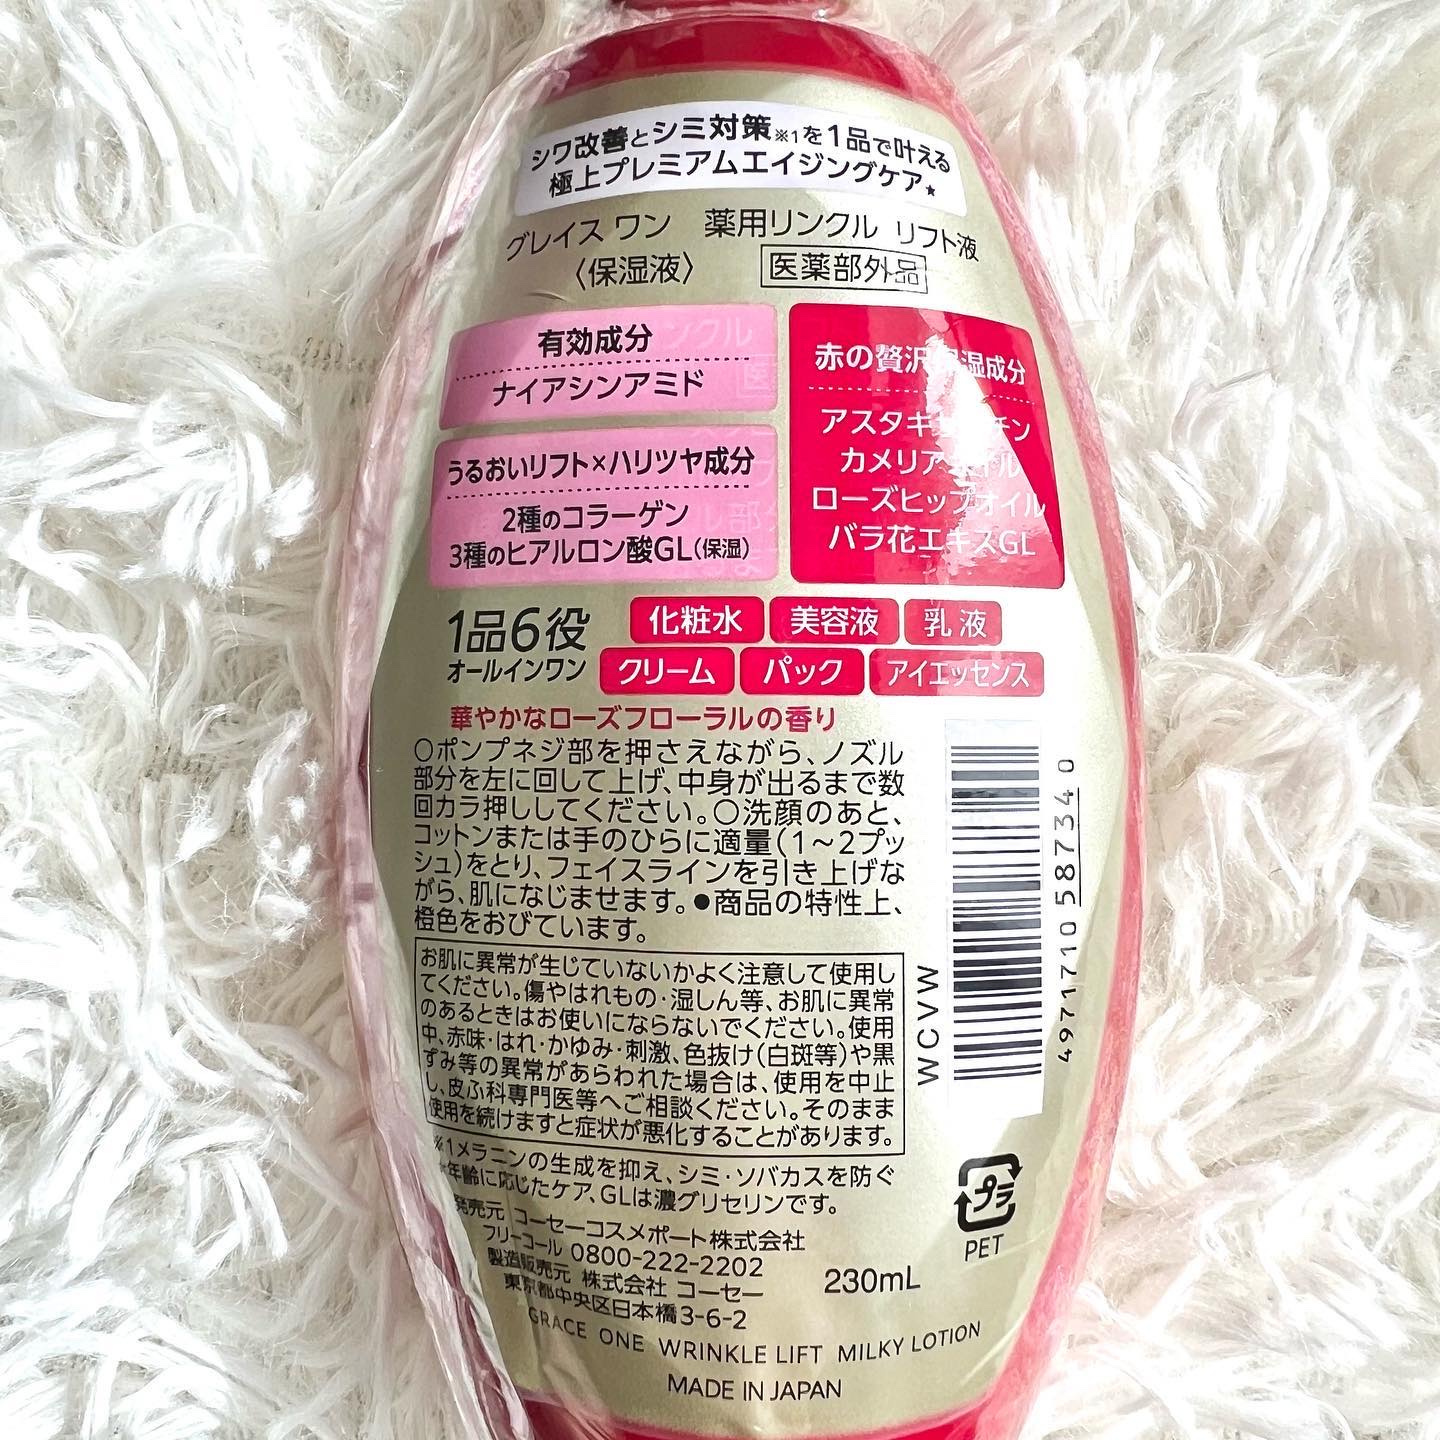 シワ改善とシミ対策※1を1品で叶える
極上プレミアムエイジングケア★
グレイス ワン 薬用リンクル リフト液
〈保湿液〉 医薬部外品
有効成分
ナイアシンアミド
うるおいリフト×ハリツヤ成分
2種のコラーゲン
3種のヒアルロン酸GL(保湿)
赤の贅沢保湿成分
アスタキサンチン
カメリアオイル
ローズヒップオイル
バラ花エキスGL
1品6役
オールインワン
化粧水 美容液 乳液
クリーム パック アイエッセンス
華やかなローズフローラルの香り
○ポンプネジ部を押さえながら、ノズル
部分を左に回して上げ、中身が出るまで数
回カラ押ししてください。○洗顔のあと、
コットンまたは手のひらに適量(1～2プッ
シュ)をとり、フェイスラインを引き上げな
がら、肌になじませます。●商品の特性上、
橙色をおびています。
お肌に異常が生じていないかよく注意して使用し
てください。傷やはれもの・湿しん等、お肌に異常
のあるときはお使いにならないでください。使用
中、赤味・はれ・かゆみ・刺激、色抜け(白斑等)や黒
ずみ等の異常があらわれた場合は、使用を中止
し、皮ふ科専門医等へご相談ください。そのまま
使用を続けますと症状が悪化することがあります。
※1メラニンの生成を抑え、シミ・ソバカスを防ぐ
★年齢に応じたケア、GLは濃グリセリンです。
発売元 コーセーコスメポート株式会社
フリーコール 0800-222-2202
製造販売元 株式会社 コーセー
東京都中央区日本橋3-6-2
230mL
WCVW
4971710587340
プラ
PET
GRACE ONE WRINKLE LIFT MILKY LOTION
MADE IN JAPAN